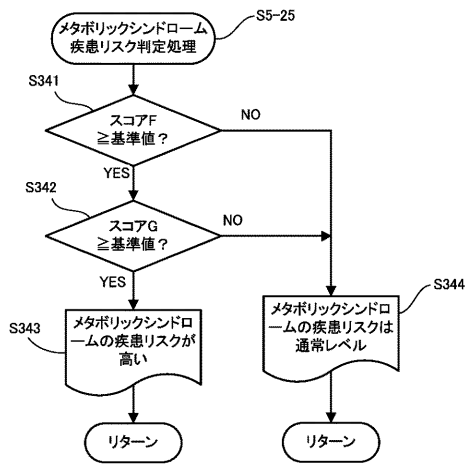 メタボリックシンドローム
疾患リスク判定処理
S5-25
S341
スコアF
≧基準値？
NO
YES
S342
スコアG
≧基準値？
NO
YES
S343
メタボリックシンドロ
ームの疾患リスクが
高い
S344
メタボリックシンドロ
ームの疾患リスクは
通常レベル
リターン
リターン